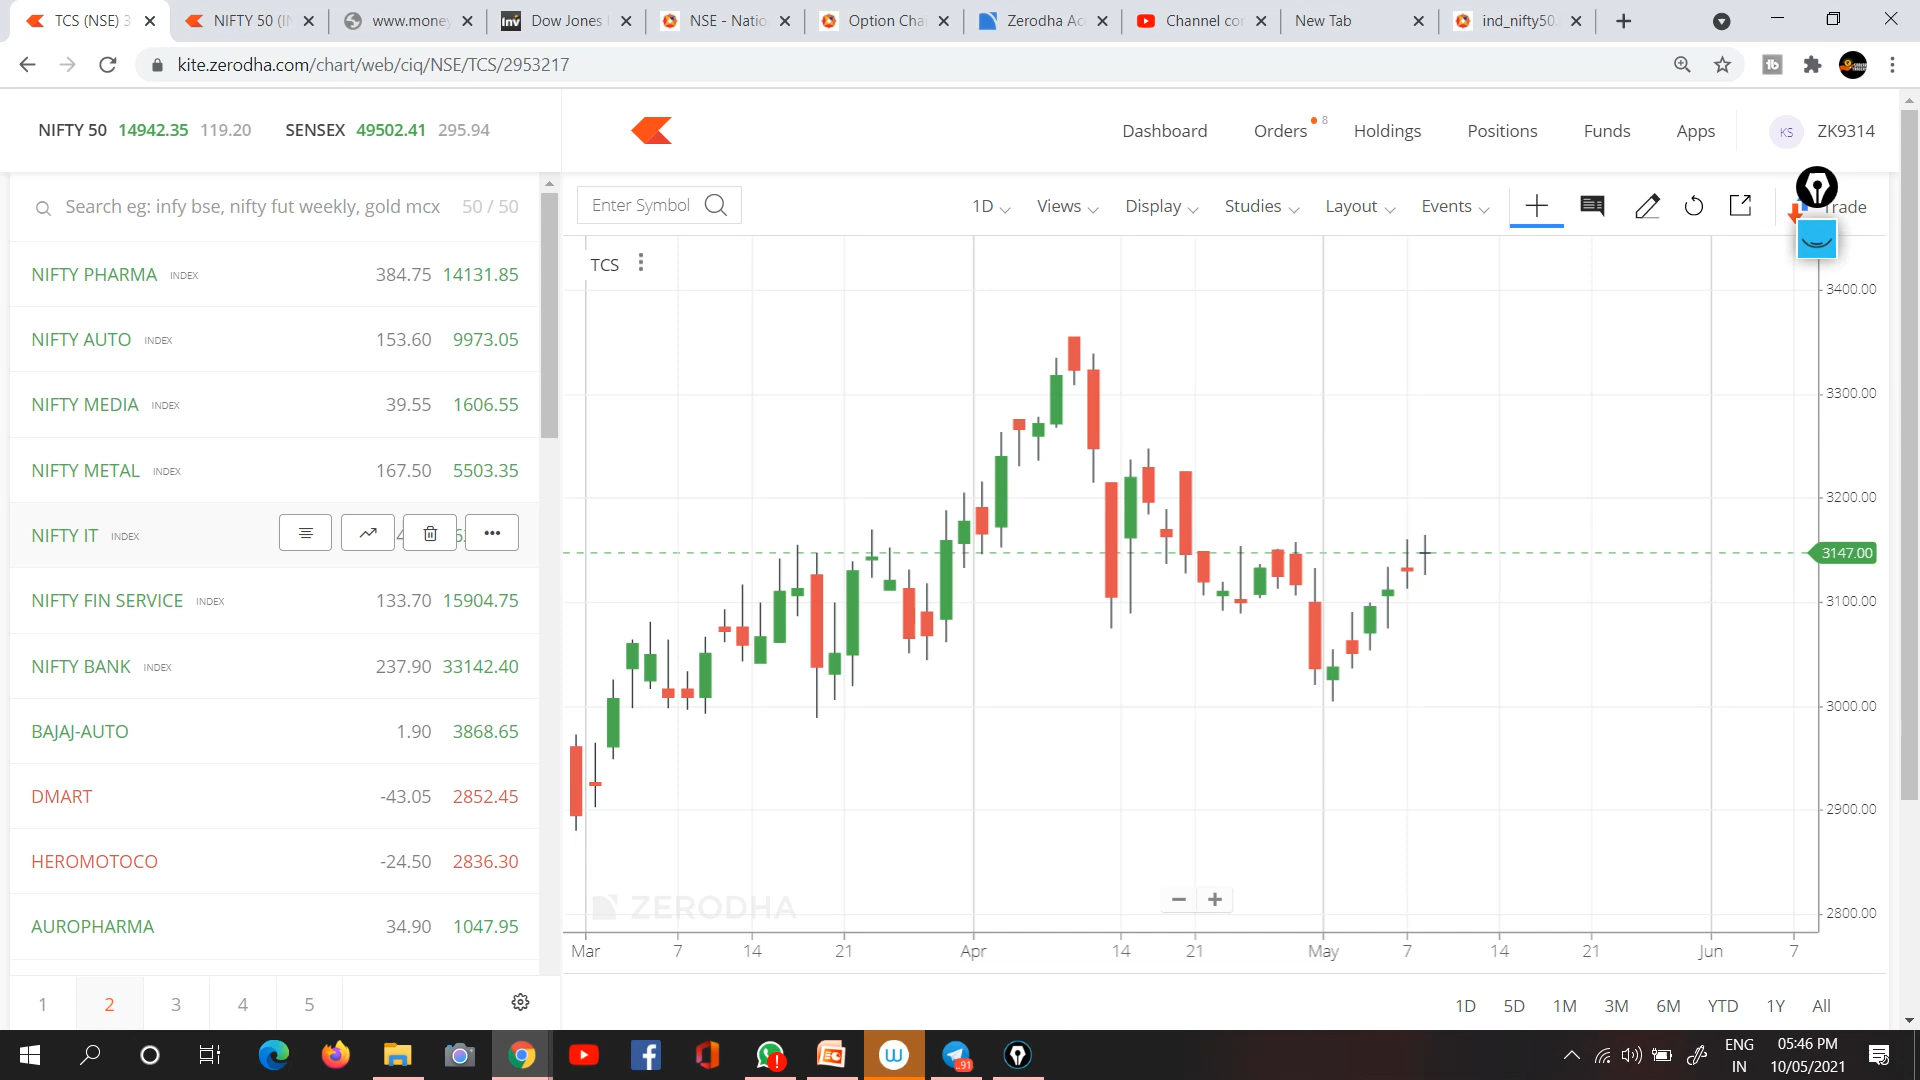 TCS (NSE) 3
NIFTY 50 (I
www.money
Dow Jones
NSE - Natio
Option Cha
Zerodha Ac
Channel co
New Tab
ind_nifty50.
kite.zerodha.com/chart/web/ciq/NSE/TCS/2953217
NIFTY 50 14942.35 119.20 SENSEX 49502.41 295.94
Dashboard Orders 8 Holdings Positions Funds Apps KS ZK9314
Search eg: infy bse, nifty fut weekly, gold mcx 50 / 50
Enter Symbol 1D Views Display Studies Layout Events Trade
TCS
NIFTY PHARMA INDEX 384.75 14131.85
NIFTY AUTO INDEX 153.60 9973.05
NIFTY MEDIA INDEX 39.55 1606.55
NIFTY METAL INDEX 167.50 5503.35
NIFTY IT INDEX
NIFTY FIN SERVICE INDEX 133.70 15904.75
NIFTY BANK INDEX 237.90 33142.40
BAJAJ-AUTO 1.90 3868.65
DMART -43.05 2852.45
HEROMOTOCO -24.50 2836.30
AUROPHARMA 34.90 1047.95
1 2 3 4 5
3400.00
3300.00
3200.00
3147.00
3100.00
3000.00
2900.00
2800.00
ZERODHA
Mar 7 14 21 Apr 14 21 May 7 14 21 Jun 7
1D 5D 1M 3M 6M YTD 1Y All
91
ENG
IN
05:46 PM
10/05/2021